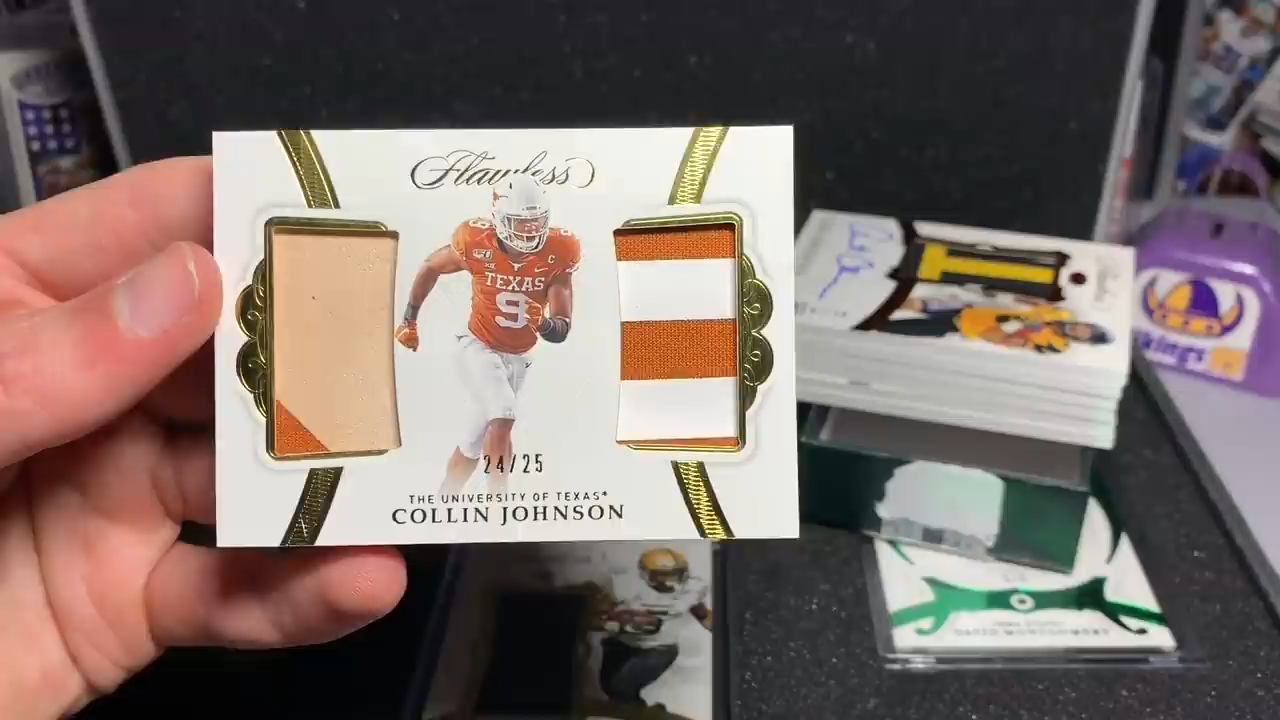 Flawless
TEXAS
9
24/25
THE UNIVERSITY OF TEXAS*
COLLIN JOHNSON